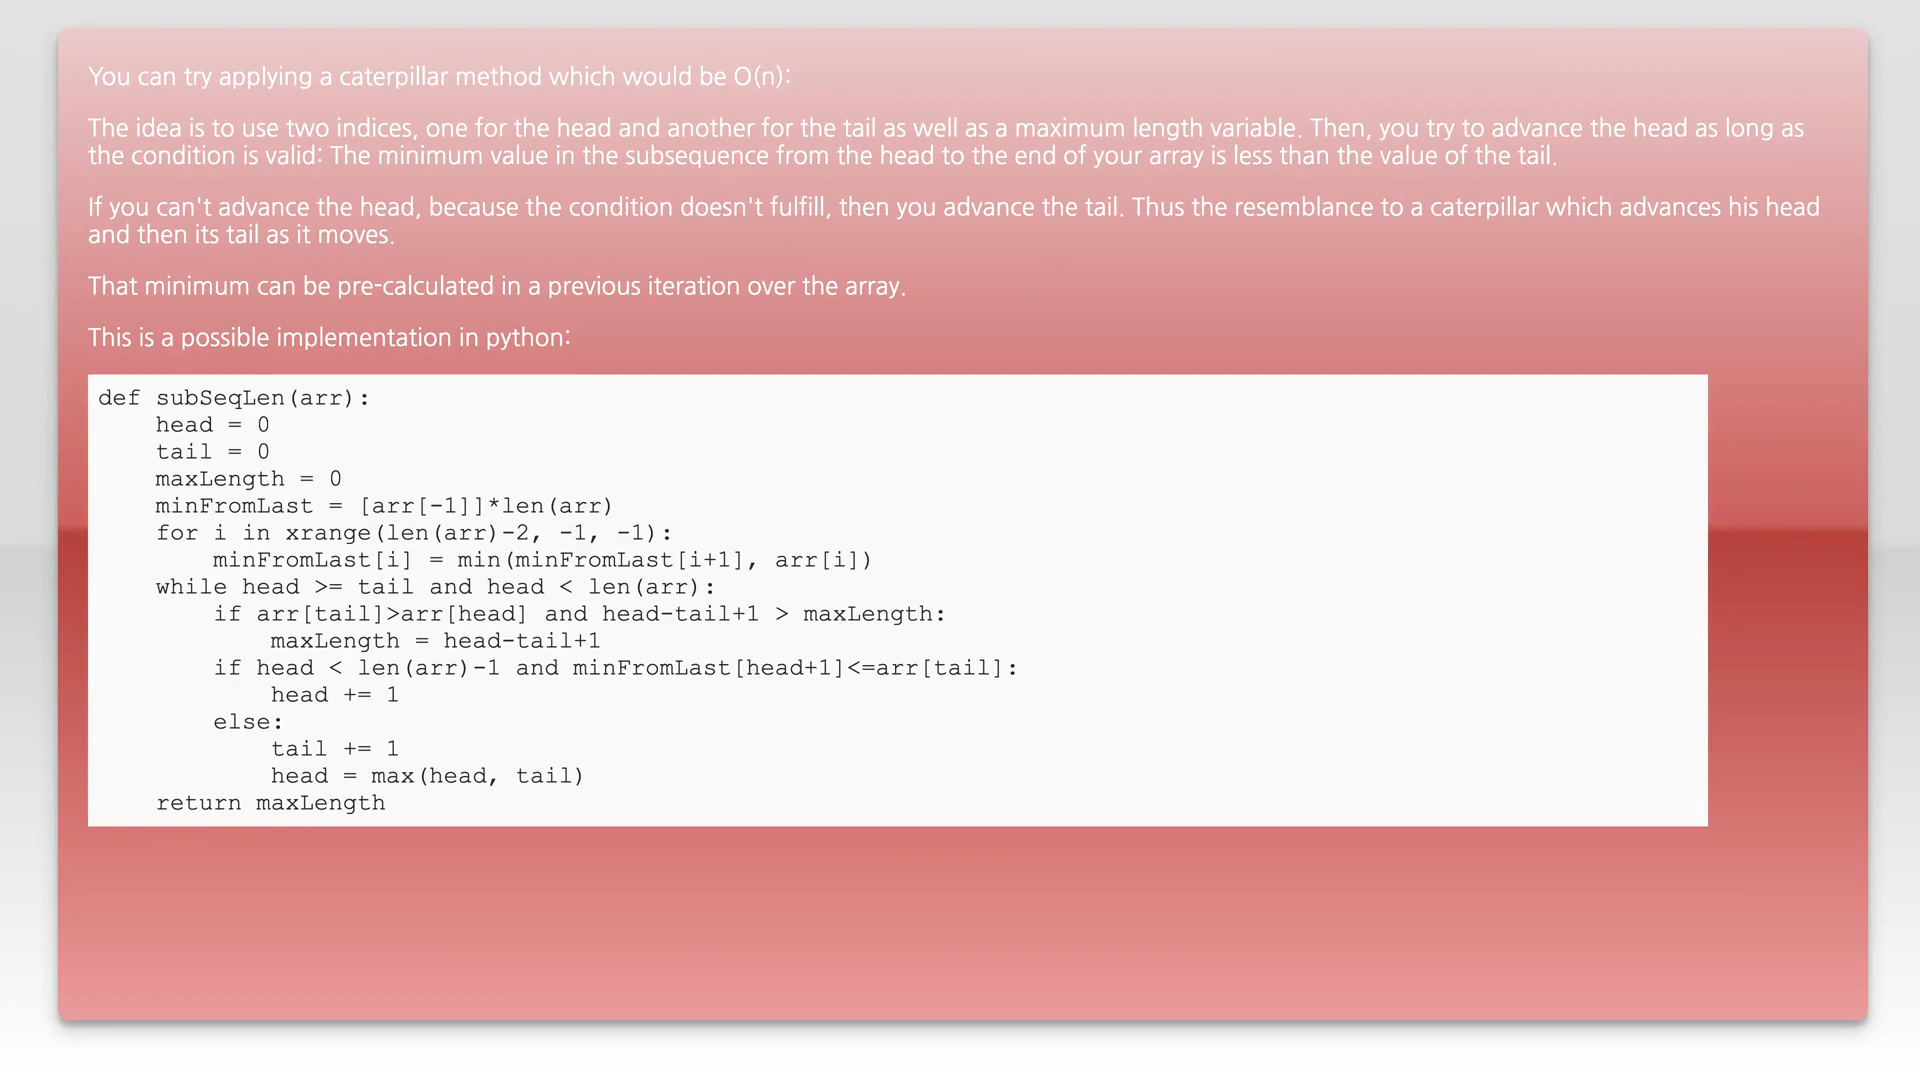 You can try applying a caterpillar method which would be O(n):
The idea is to use two indices, one for the head and another for the tail as well as a maximum length variable. Then, you try to advance the head as long as
the condition is valid: The minimum value in the subsequence from the head to the end of your array is less than the value of the tail.
If you can't advance the head, because the condition doesn't fulfill, then you advance the tail. Thus the resemblance to a caterpillar which advances his head
and then its tail as it moves.
That minimum can be pre-calculated in a previous iteration over the array.
This is a possible implementation in python:
def subSeqLen(arr):
    head = 0
    tail = 0
    maxLength = 0
    minFromLast = [arr[-1]]*len(arr)
    for i in xrange(len(arr)-2, -1, -1):
        minFromLast[i] = min(minFromLast[i+1], arr[i])
    while head >= tail and head < len(arr):
        if arr[tail]>arr[head] and head-tail+1 > maxLength:
            maxLength = head-tail+1
        if head < len(arr)-1 and minFromLast[head+1]<=arr[tail]:
            head += 1
        else:
            tail += 1
            head = max(head, tail)
    return maxLength